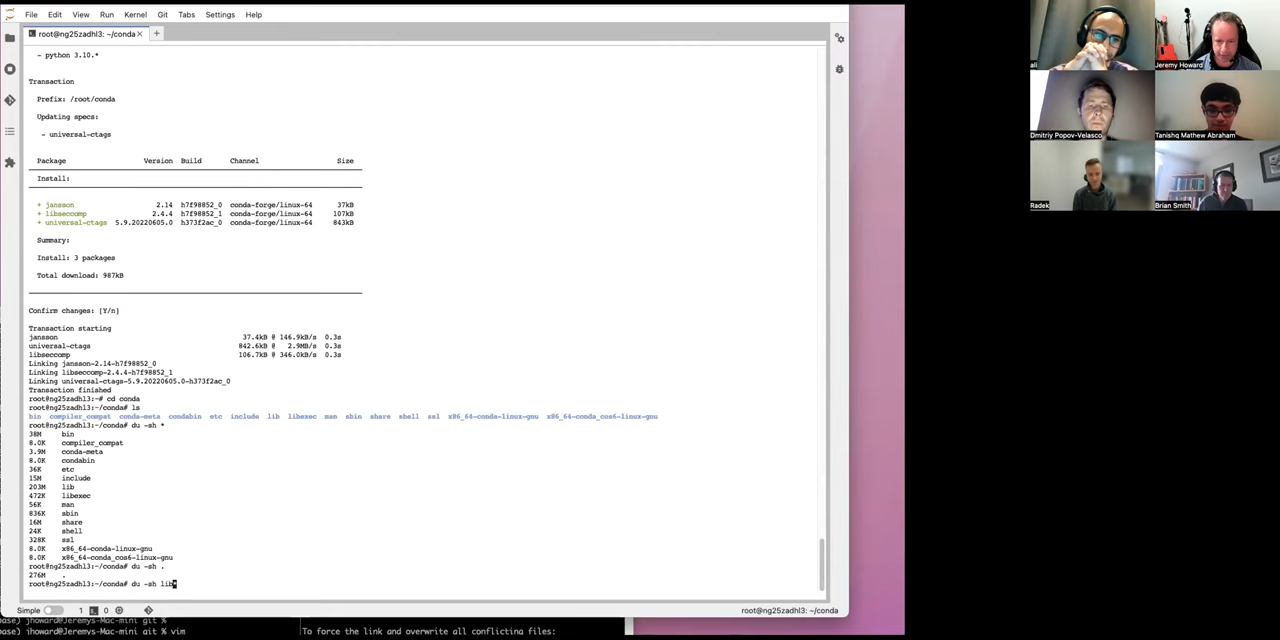 File Edit View Run Kernel Git Tabs Settings Help
root@ng25zadhl3: ~/conda × +
- python 3.10.*
Transaction
Prefix: /root/conda
Updating specs:
- universal-ctags
Package Version Build Channel Size
Install:
+ jansson 2.14 h7f98852_0 conda-forge/linux-64 37kB
+ libseccomp 2.4.4 h7f98852_1 conda-forge/linux-64 107kB
+ universal-ctags 5.9.20220605.0 h373f2ac_0 conda-forge/linux-64 843kB
Summary:
Install: 3 packages
Total download: 987kB
Confirm changes: [Y/n]
Transaction starting
jansson 37.4kB @ 146.9kB/s 0.3s
universal-ctags 842.6kB @ 2.9MB/s 0.3s
libseccomp 106.7kB @ 346.0kB/s 0.3s
Linking jansson-2.14-h7f98852_0
Linking libseccomp-2.4.4-h7f98852_1
Linking universal-ctags-5.9.20220605.0-h373f2ac_0
Transaction finished
root@ng25zadhl3:~# cd conda
root@ng25zadhl3:~/conda# ls
bin compiler_compat conda-meta condabin etc include lib libexec man sbin share shell ssl x86_64-conda-linux-gnu x86_64-conda_cos6-linux-gnu
root@ng25zadhl3:~/conda# du -sh *
38M bin
8.0K compiler_compat
3.9M conda-meta
8.0K condabin
36K etc
15M include
203M lib
472K libexec
56K man
836K sbin
16M share
24K shell
328K ssl
8.0K x86_64-conda-linux-gnu
8.0K x86_64-conda_cos6-linux-gnu
root@ng25zadhl3:~/conda# du -sh .
276M .
root@ng25zadhl3:~/conda# du -sh lib
Simple 1 0 root@ng25zadhl3: ~/conda
base) jhoward@Jeremys-Mac-mini git %
base) jhoward@Jeremys-Mac-mini git % vim To force the link and overwrite all conflicting files:
ali Jeremy Howard
Dmitriy Popov-Velasco Tanishq Mathew Abraham
Radek Brian Smith